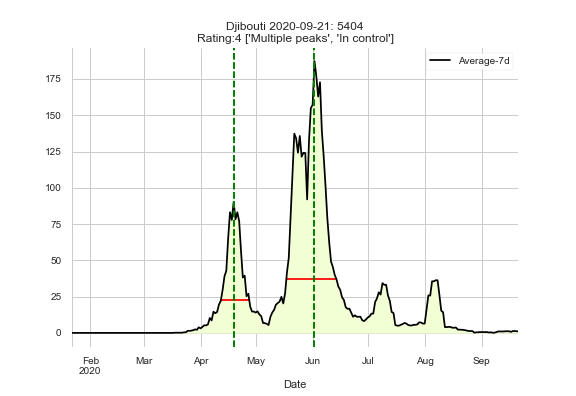 Djibouti 2020-09-21: 5404
Rating:4 ['Multiple peaks', 'In control']
Average-7d
175
150
125
100
75
50
25
0
Feb
2020
Mar
Apr
May
Jun
Jul
Aug
Sep
Date